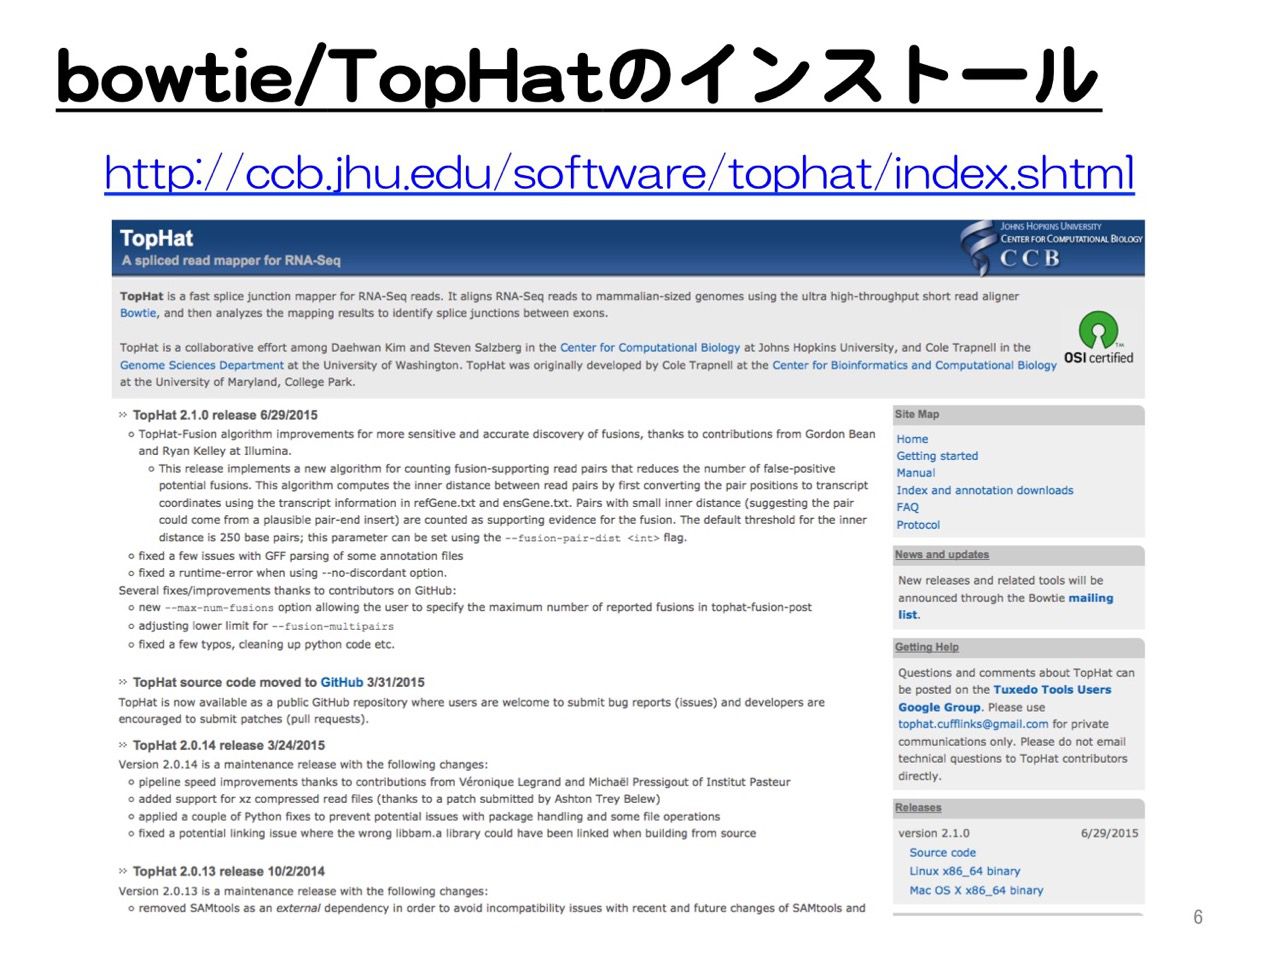 bowtie/TopHatのインストール
http://ccb.jhu.edu/software/tophat/index.shtml
TopHat
A spliced read mapper for RNA-Seq
JOHNS HOPKINS UNIVERSITY
CENTER FOR COMPUTATIONAL BIOLOGY
CCB
TopHat is a fast splice junction mapper for RNA-Seq reads. It aligns RNA-Seq reads to mammalian-sized genomes using the ultra high-throughput short read aligner
Bowtie, and then analyzes the mapping results to identify splice junctions between exons.
TopHat is a collaborative effort among Daehwan Kim and Steven Salzberg in the Center for Computational Biology at Johns Hopkins University, and Cole Trapnell in the
Genome Sciences Department at the University of Washington. TopHat was originally developed by Cole Trapnell at the Center for Bioinformatics and Computational Biology
at the University of Maryland, College Park.
TM
OSI certified
» TopHat 2.1.0 release 6/29/2015
TopHat-Fusion algorithm improvements for more sensitive and accurate discovery of fusions, thanks to contributions from Gordon Bean
and Ryan Kelley at Illumina.
This release implements a new algorithm for counting fusion-supporting read pairs that reduces the number of false-positive
potential fusions. This algorithm computes the inner distance between read pairs by first converting the pair positions to transcript
coordinates using the transcript information in refGene.txt and ensGene.txt. Pairs with small inner distance (suggesting the pair
could come from a plausible pair-end insert) are counted as supporting evidence for the fusion. The default threshold for the inner
distance is 250 base pairs; this parameter can be set using the --fusion-pair-dist <int> flag.
fixed a few issues with GFF parsing of some annotation files
fixed a runtime-error when using --no-discordant option.
Several fixes/improvements thanks to contributors on GitHub:
new --max-num-fusions option allowing the user to specify the maximum number of reported fusions in tophat-fusion-post
adjusting lower limit for --fusion-multipairs
fixed a few typos, cleaning up python code etc.
» TopHat source code moved to GitHub 3/31/2015
TopHat is now available as a public GitHub repository where users are welcome to submit bug reports (issues) and developers are
encouraged to submit patches (pull requests).
» TopHat 2.0.14 release 3/24/2015
Version 2.0.14 is a maintenance release with the following changes:
pipeline speed improvements thanks to contributions from Véronique Legrand and Michaël Pressigout of Institut Pasteur
added support for xz compressed read files (thanks to a patch submitted by Ashton Trey Belew)
applied a couple of Python fixes to prevent potential issues with package handling and some file operations
fixed a potential linking issue where the wrong libbam.a library could have been linked when building from source
» TopHat 2.0.13 release 10/2/2014
Version 2.0.13 is a maintenance release with the following changes:
removed SAMtools as an external dependency in order to avoid incompatibility issues with recent and future changes of SAMtools and
Site Map
Home
Getting started
Manual
Index and annotation downloads
FAQ
Protocol
News and updates
New releases and related tools will be
announced through the Bowtie mailing
list.
Getting Help
Questions and comments about TopHat can
be posted on the Tuxedo Tools Users
Google Group. Please use
tophat.cufflinks@gmail.com for private
communications only. Please do not email
technical questions to TopHat contributors
directly.
Releases
version 2.1.0 6/29/2015
Source code
Linux x86_64 binary
Mac OS X x86_64 binary
6